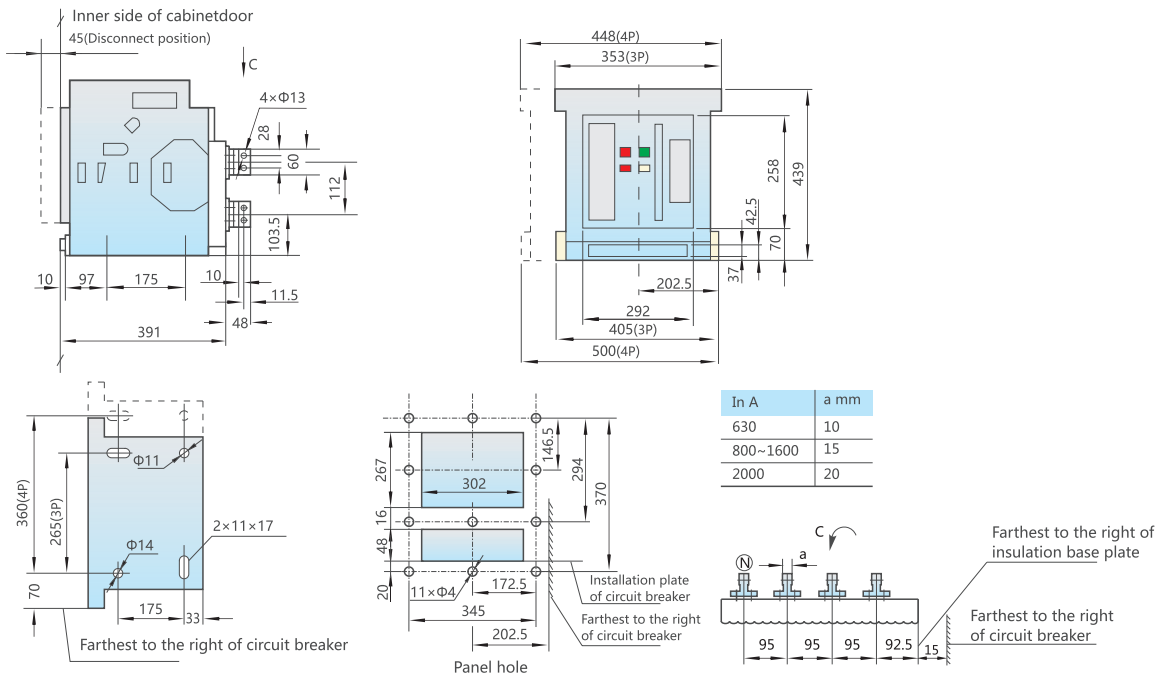 Inner side of cabinetdoor
45(Disconnect position)
C
4×Φ13
28
60
112
103.5
10
97
175
10
11.5
48
391
448(4P)
353(3P)
258
439
42.5
70
37
202.5
292
405(3P)
500(4P)
Φ11
360(4P)
265(3P)
2×11×17
Φ14
70
175
33
Farthest to the right of circuit breaker
267
302
146.5
294
370
16
48
20
11×Φ4
172.5
345
202.5
Installation plate
of circuit breaker
Farthest to the right
of circuit breaker
Panel hole
In A a mm
630 10
800~1600 15
2000 20
C
N
a
Farthest to the right of
insulation base plate
Farthest to the right
of circuit breaker
95 95 95 92.5 15